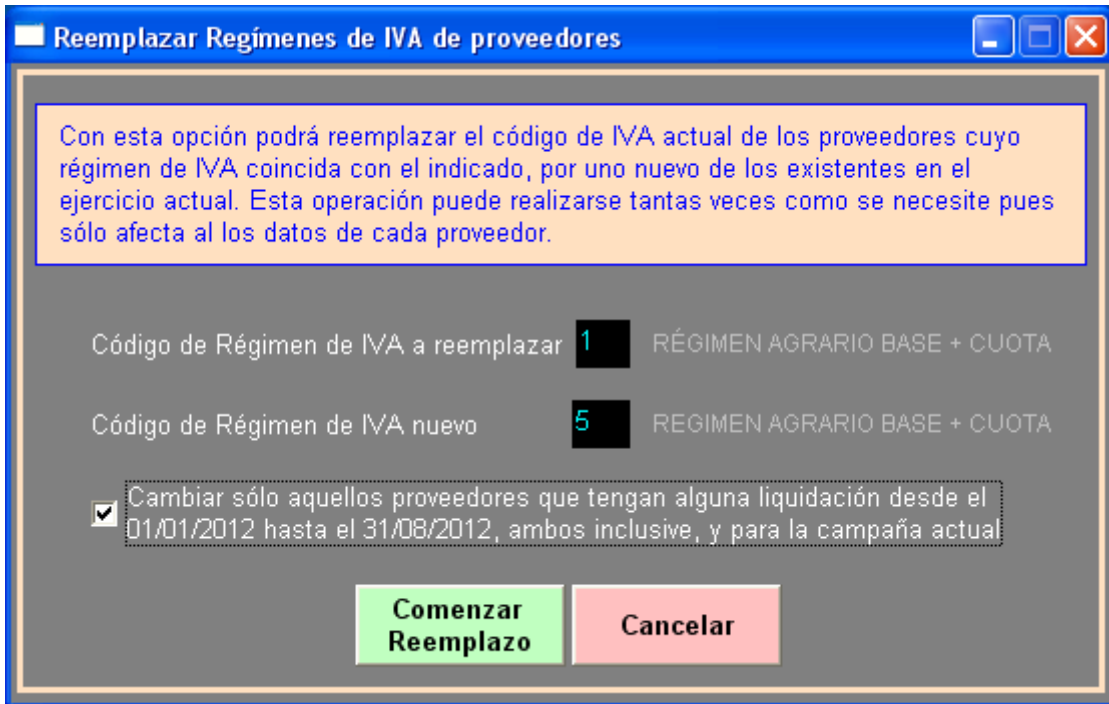 Reemplazar Regímenes de IVA de proveedores
Con esta opción podrá reemplazar el código de IVA actual de los proveedores cuyo
régimen de IVA coincida con el indicado, por uno nuevo de los existentes en el
ejercicio actual. Esta operación puede realizarse tantas veces como se necesite pues
sólo afecta al los datos de cada proveedor.
Código de Régimen de IVA a reemplazar 1 RÉGIMEN AGRARIO BASE + CUOTA
Código de Régimen de IVA nuevo 5 REGIMEN AGRARIO BASE + CUOTA
Cambiar sólo aquellos proveedores que tengan alguna liquidación desde el
01/01/2012 hasta el 31/08/2012, ambos inclusive, y para la campaña actual
Comenzar
Reemplazo
Cancelar